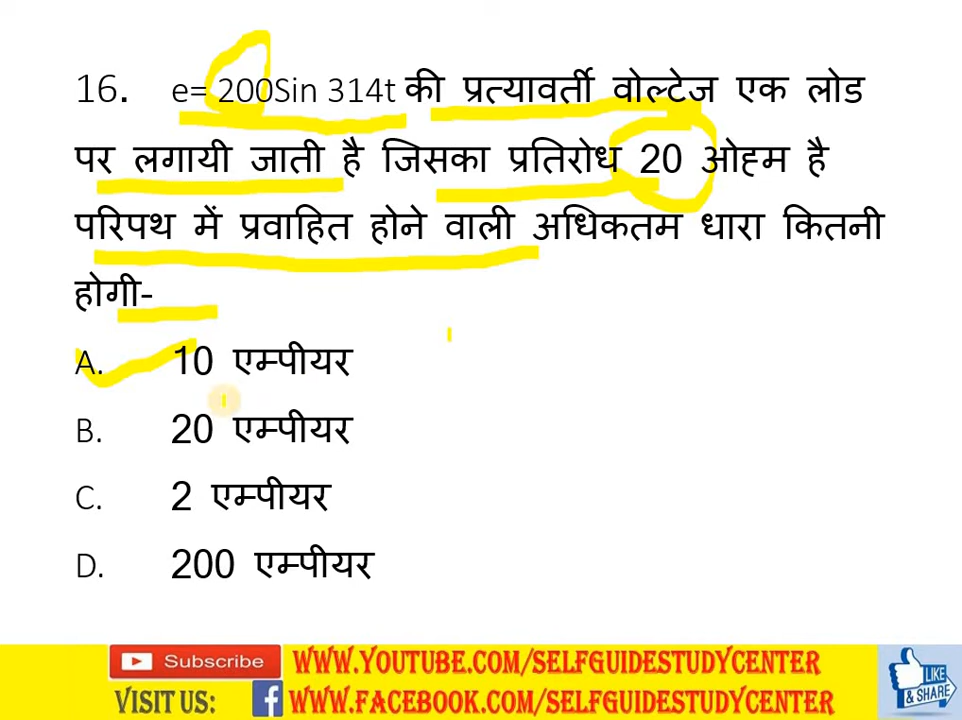 16. e= 200Sin 314t की प्रत्यावर्ती वोल्टेज एक लोड
पर लगायी जाती है जिसका प्रतिरोध 20 ओह्म है
परिपथ में प्रवाहित होने वाली अधिकतम धारा कितनी
होगी-
A. 10 एम्पीयर
B. 20 एम्पीयर
C. 2 एम्पीयर
D. 200 एम्पीयर
Subscribe WWW.YOUTUBE.COM/SELFGUIDESTUDYCENTER
VISIT US: f WWW.FACEBOOK.COM/SELFGUIDESTUDYCENTER
LIKE
& SHARE